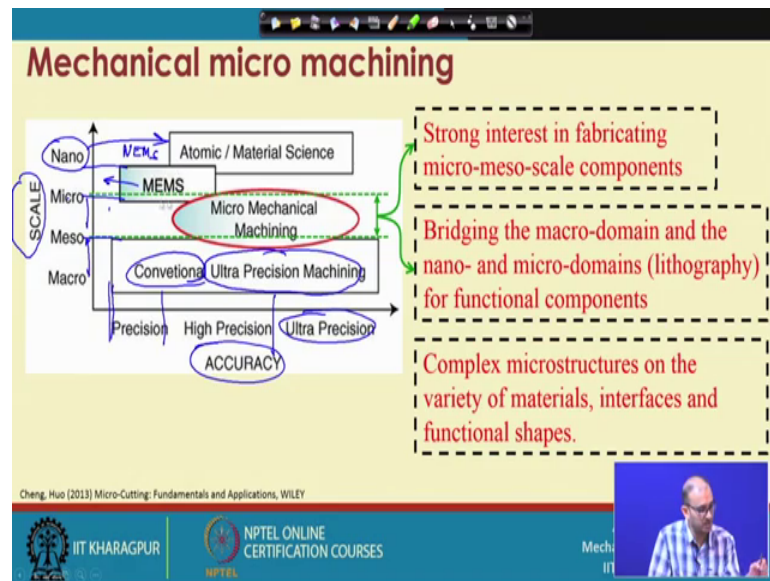 Mechanical micro machining
Nano
NEMS
Atomic / Material Science
MEMS
Micro
Micro Mechanical
Machining
SCALE
Meso
Macro
Convetional
Ultra Precision Machining
Precision
High Precision
Ultra Precision
ACCURACY
Strong interest in fabricating
micro-meso-scale components
Bridging the macro-domain and the
nano- and micro-domains (lithography)
for functional components
Complex microstructures on the
variety of materials, interfaces and
functional shapes.
Cheng, Huo (2013) Micro-Cutting: Fundamentals and Applications, WILEY
IIT KHARAGPUR
NPTEL
NPTEL ONLINE
CERTIFICATION COURSES
Mech
II